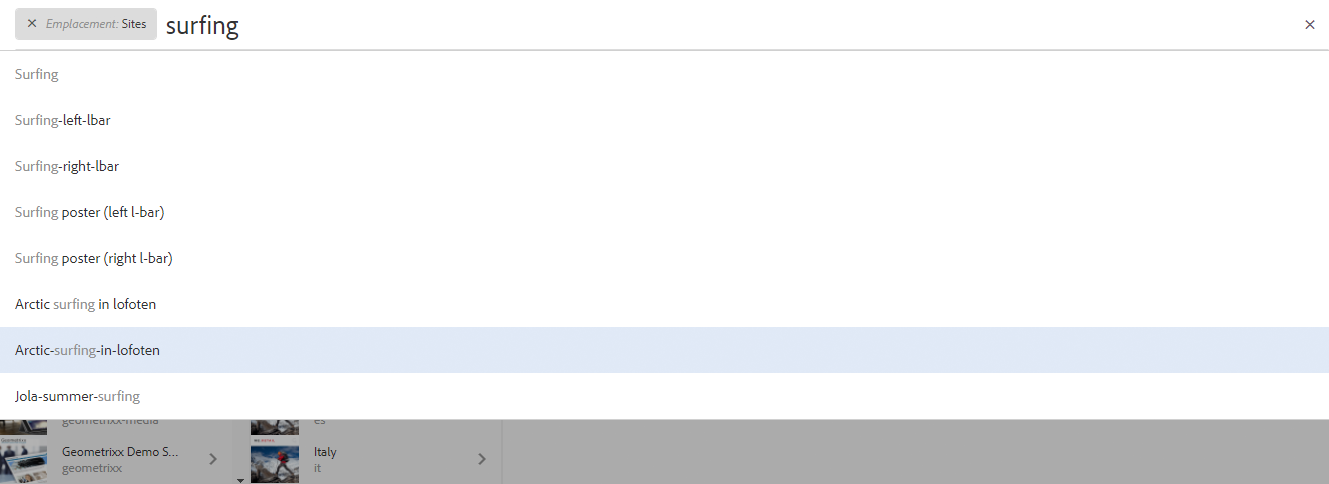 × Emplacement: Sites surfing ×
Surfing
Surfing-left-lbar
Surfing-right-lbar
Surfing poster (left l-bar)
Surfing poster (right l-bar)
Arctic surfing in lofoten
Arctic-surfing-in-lofoten
Jola-summer-surfing
geometrixx-media es
Geometrixx Demo S... Italy
geometrixx it